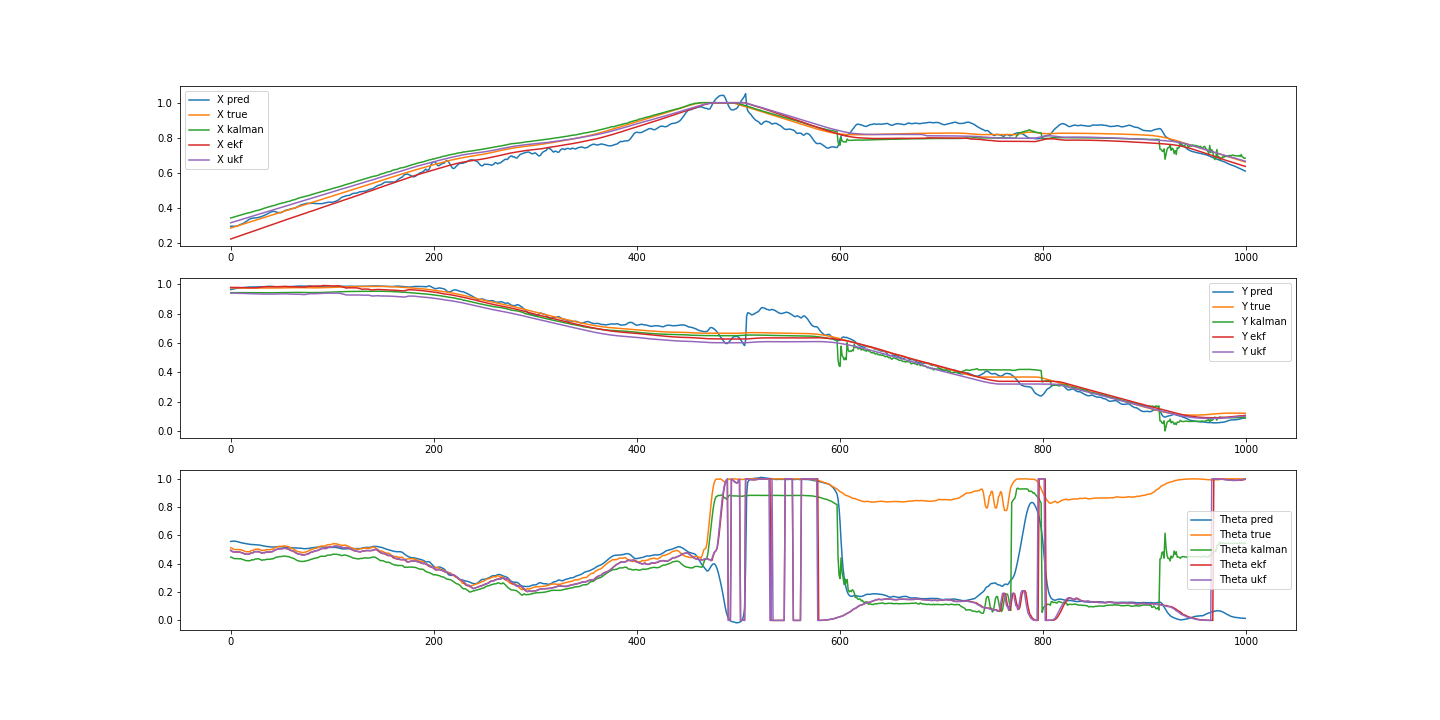 1.0
0.8
0.6
0.4
0.2
X pred
X true
X kalman
X ekf
X ukf
0 200 400 600 800 1000
1.0
0.8
0.6
0.4
0.2
0.0
Y pred
Y true
Y kalman
Y ekf
Y ukf
0 200 400 600 800 1000
1.0
0.8
0.6
0.4
0.2
0.0
Theta pred
Theta true
Theta kalman
Theta ekf
Theta ukf
0 200 400 600 800 1000